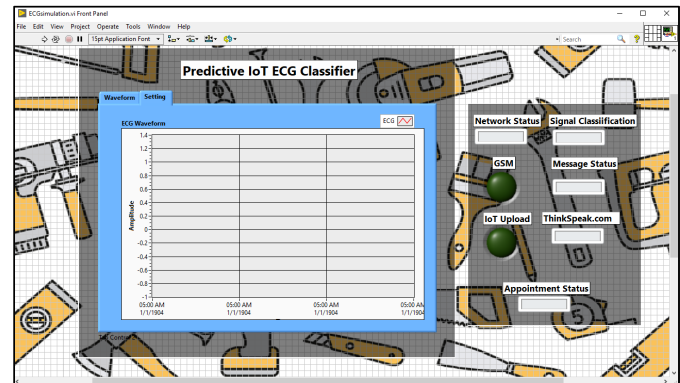 ECGsimulation.vi Front Panel
File Edit View Project Operate Tools Window Help
15pt Application Font
Search
Predictive IoT ECG Classifier
Waveform Setting
ECG Waveform
ECG
Amplitude
1.4
1.2
1
0.8
0.6
0.4
0.2
0
-0.2
-0.4
-0.6
-0.8
-1
05:00 AM 05:00 AM 05:00 AM 05:00 AM
1/1/1904 1/1/1904 1/1/1904 1/1/1904
Network Status Signal Classiification
GSM Message Status
IoT Upload ThinkSpeak.com
Appointment Status
5